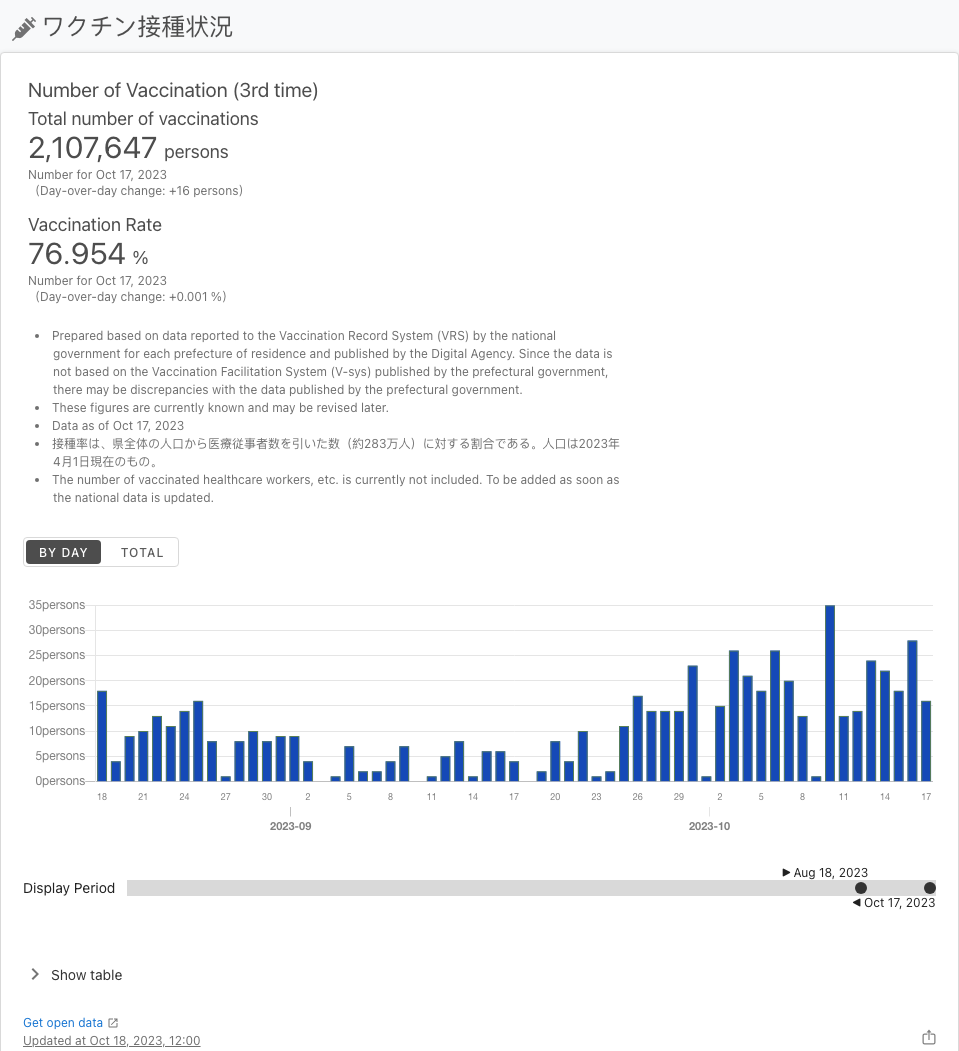 ワクチン接種状況
Number of Vaccination (3rd time)
Total number of vaccinations
2,107,647 persons
Number for Oct 17, 2023
(Day-over-day change: +16 persons)
Vaccination Rate
76.954 %
Number for Oct 17, 2023
(Day-over-day change: +0.001 %)
• Prepared based on data reported to the Vaccination Record System (VRS) by the national
government for each prefecture of residence and published by the Digital Agency. Since the data is
not based on the Vaccination Facilitation System (V-sys) published by the prefectural government,
there may be discrepancies with the data published by the prefectural government.
• These figures are currently known and may be revised later.
• Data as of Oct 17, 2023
• 接種率は、県全体の人口から医療従事者数を引いた数（約283万人）に対する割合である。人口は2023年
4月1日現在のもの。
• The number of vaccinated healthcare workers, etc. is currently not included. To be added as soon as
the national data is updated.
BY DAY TOTAL
35persons
30persons
25persons
20persons
15persons
10persons
5persons
0persons
18 21 24 27 30 2 5 8 11 14 17 20 23 26 29 2 5 8 11 14 17
2023-09 2023-10
Aug 18, 2023
Display Period
Oct 17, 2023
Show table
Get open data
Updated at Oct 18, 2023, 12:00